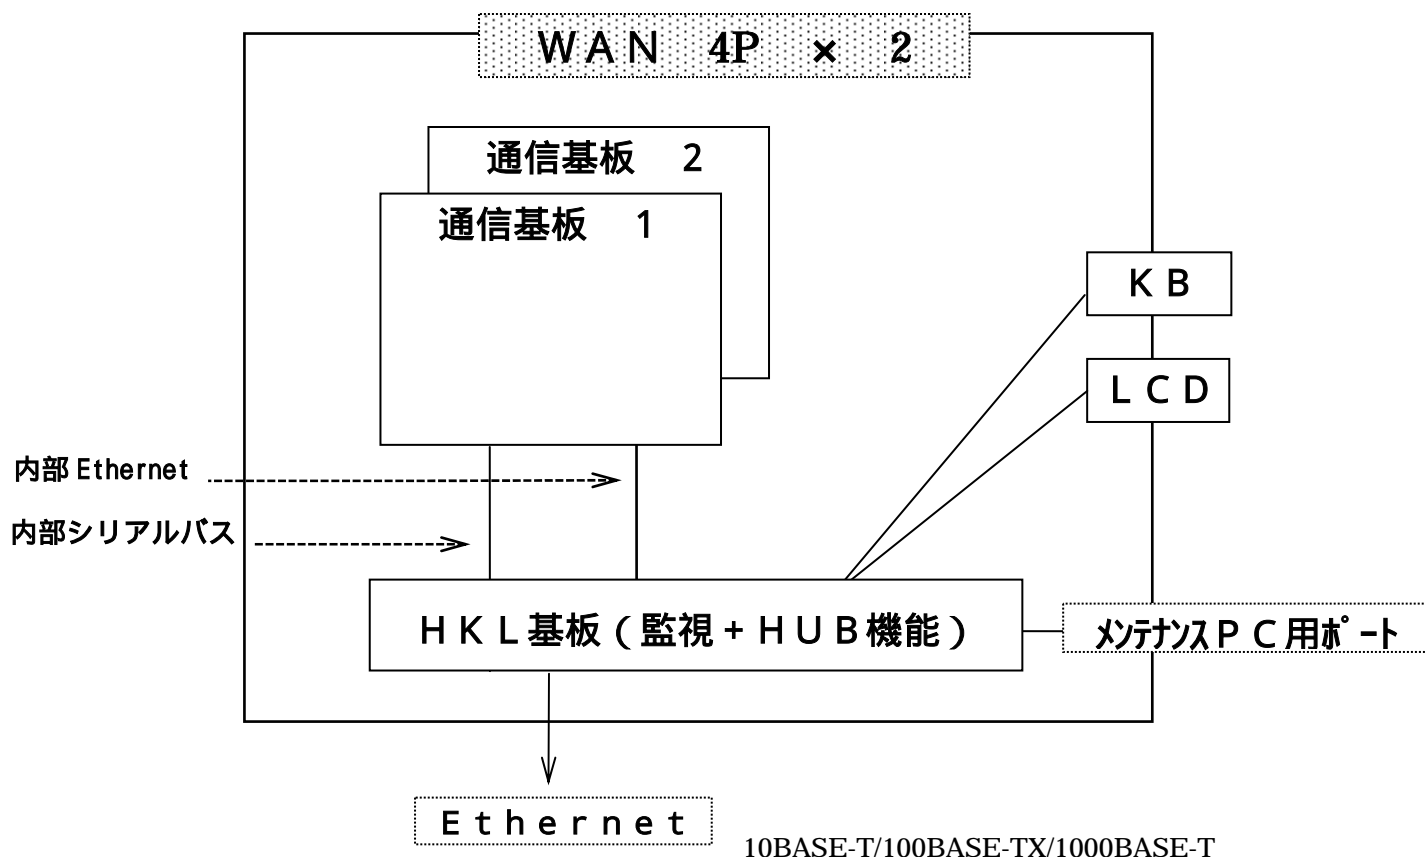 WAN 4P × 2
通信基板 2
通信基板 1
KB
LCD
内部 Ethernet
内部シリアルバス
HKL基板(監視+HUB機能)
ﾒﾝﾃﾅﾝｽPC用ﾎﾟｰﾄ
Ethernet
10BASE-T/100BASE-TX/1000BASE-T